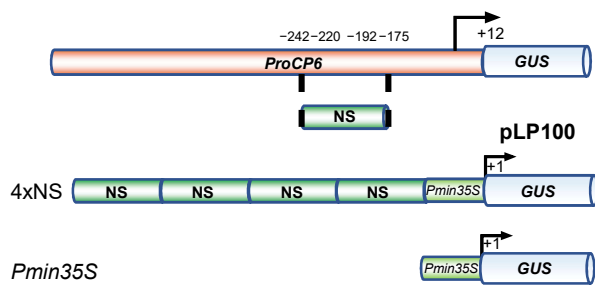 −242−220 −192−175
+12
ProCP6 GUS
NS
pLP100
+1
4xNS NS NS NS NS Pmin35S GUS
+1
Pmin35S Pmin35S GUS